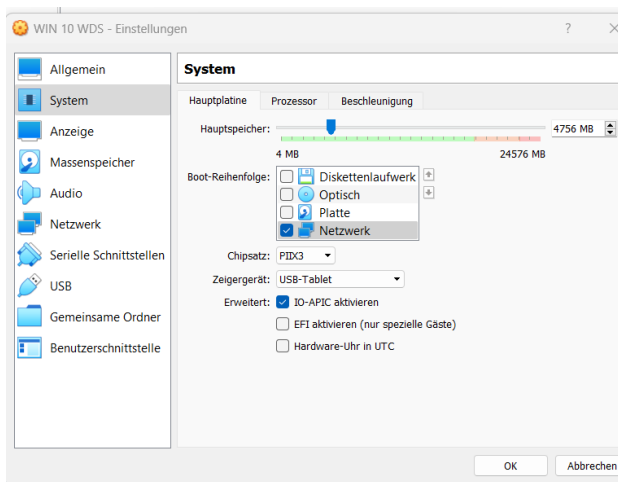 WIN 10 WDS - Einstellungen ?
Allgemein
System
Anzeige
Massenspeicher
Audio
Netzwerk
Serielle Schnittstellen
USB
Gemeinsame Ordner
Benutzerschnittstelle
System
Hauptplatine Prozessor Beschleunigung
Hauptspeicher: 4756 MB
4 MB 24576 MB
Boot-Reihenfolge: Diskettenlaufwerk
Optisch
Platte
Netzwerk
Chipsatz: PIIX3
Zeigergerät: USB-Tablet
Erweitert: IO-APIC aktivieren
EFI aktivieren (nur spezielle Gäste)
Hardware-Uhr in UTC
OK Abbrechen